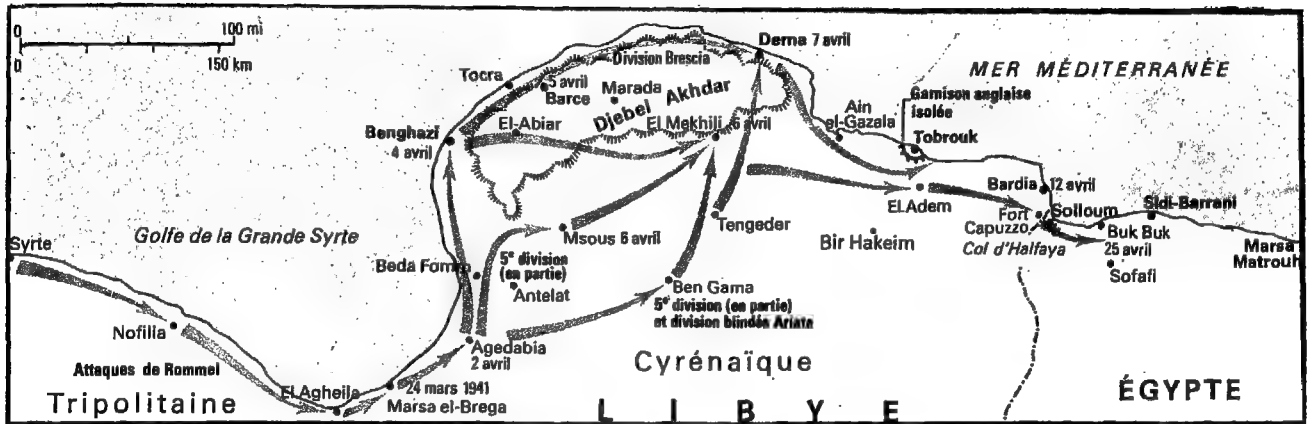 0 100 mi
0 150 km
Derna 7 avril
Division Brescia
MER MÉDITERRANÉE
Tocra
5 avril
Barce
Marada
Djebel Akhdar
Garnison anglaise
isolée
Ain
el-Gazala
Tobrouk
El-Abiar
El Mekhili 6 avril
Benghazi
4 avril
Bardia 12 avril
El Adem
Fort
Capuzzo
Solloum
Sidi-Barrani
Tengeder
Buk Buk
25 avril
Col d'Halfaya
Marsa
Matrouh
Golfe de la Grande Syrte
Msous 6 avril
Bir Hakeim
Syrte
5e division
(en partie)
Beda Fomm
Antelat
Sofafi
Ben Gama
5e division (en partie)
et division blindée Ariete
Nofilia
Agedabia
2 avril
Cyrénaïque
Attaques de Rommel
El Agheila
24 mars 1941
Marsa el-Brega
Tripolitaine
ÉGYPTE
LIBYE